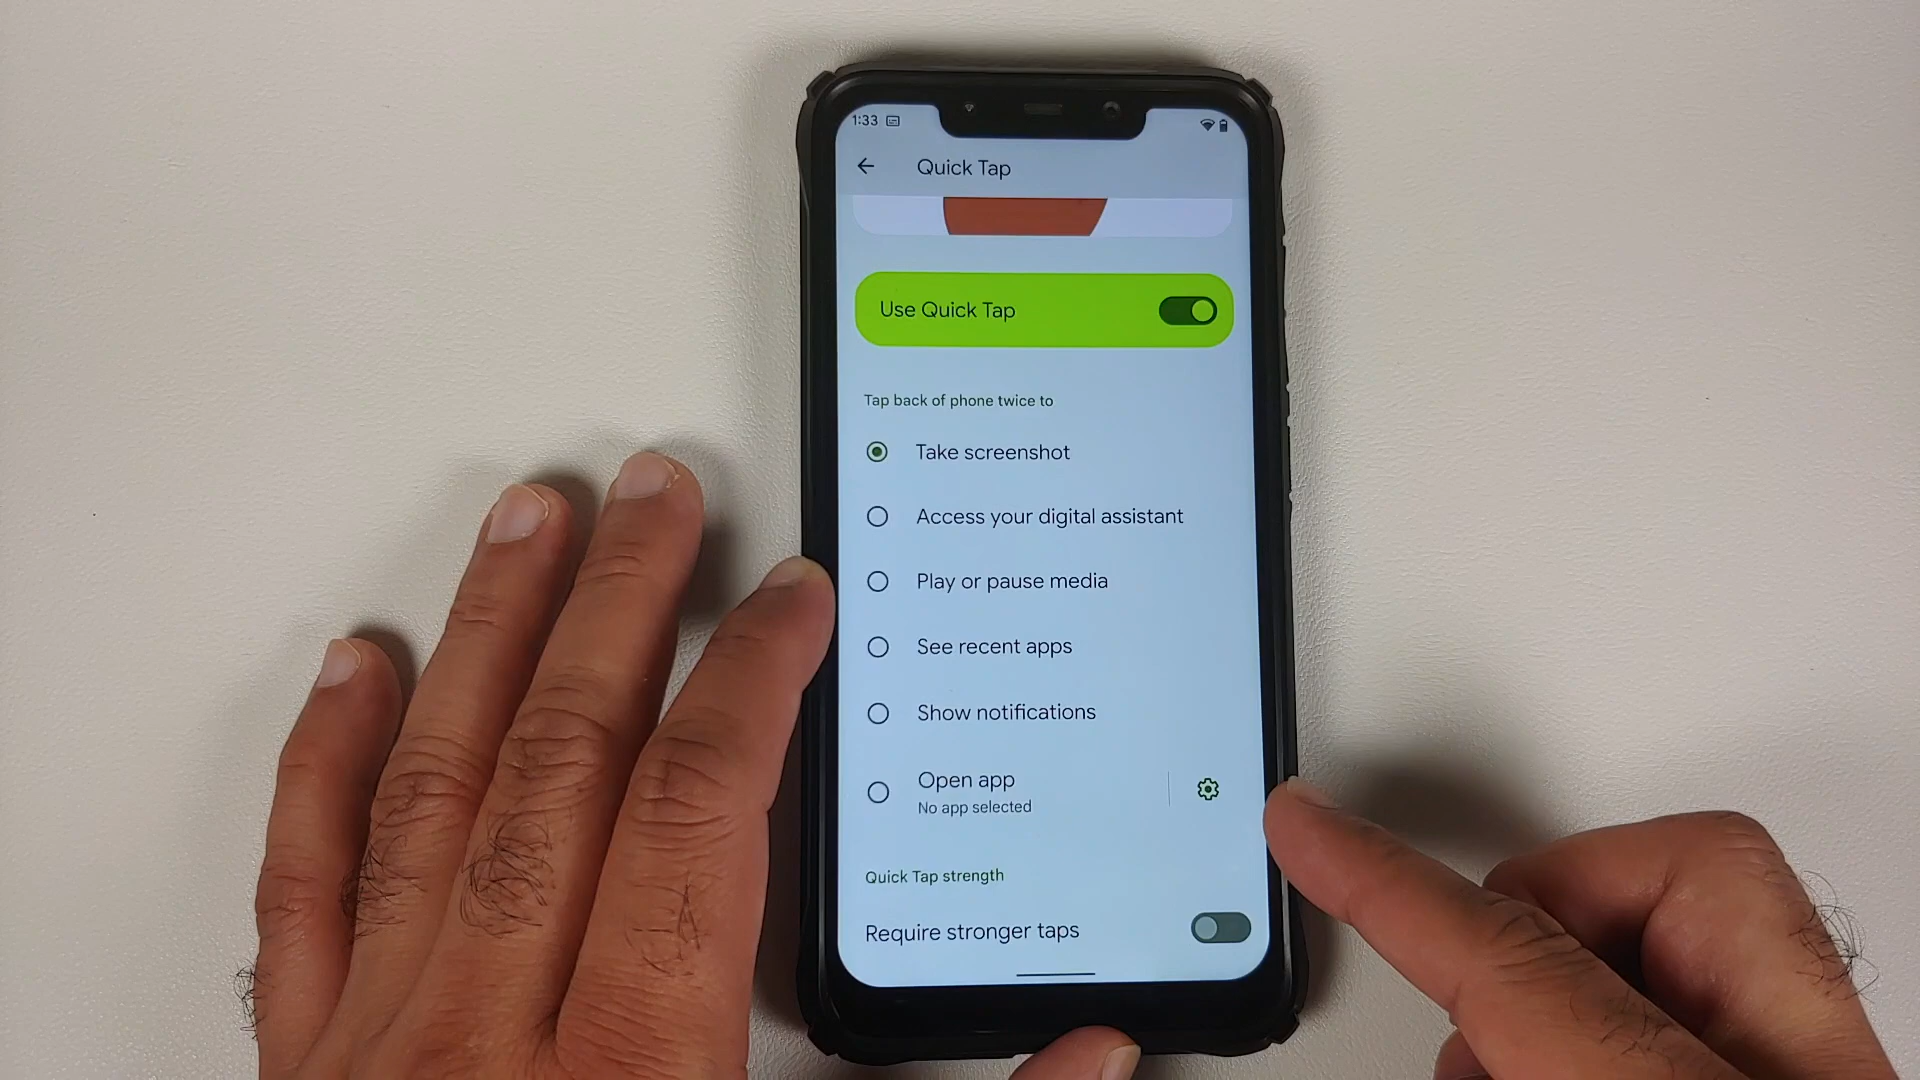 1:33
Quick Tap
Use Quick Tap
Tap back of phone twice to
Take screenshot
Access your digital assistant
Play or pause media
See recent apps
Show notifications
Open app
No app selected
Quick Tap strength
Require stronger taps